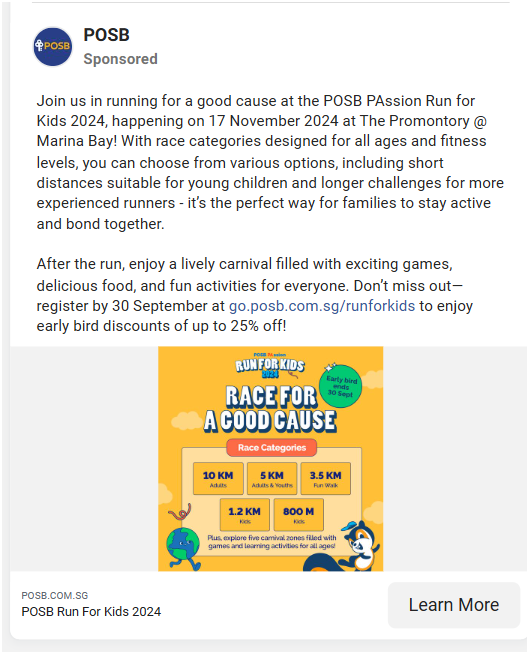 POSB
POSB
Sponsored
Join us in running for a good cause at the POSB PAssion Run for
Kids 2024, happening on 17 November 2024 at The Promontory @
Marina Bay! With race categories designed for all ages and fitness
levels, you can choose from various options, including short
distances suitable for young children and longer challenges for more
experienced runners - it's the perfect way for families to stay active
and bond together.
After the run, enjoy a lively carnival filled with exciting games,
delicious food, and fun activities for everyone. Don't miss out—
register by 30 September at go.posb.com.sg/runforkids to enjoy
early bird discounts of up to 25% off!
POSB PAssion
RUN FOR KIDS
2024
Early bird
ends
30 Sept
RACE FOR
A GOOD CAUSE
Race Categories
10 KM
Adults
5 KM
Adults & Youths
3.5 KM
Fun Walk
1.2 KM
Kids
800 M
Kids
Plus, explore five carnival zones filled with
games and learning activities for all ages!
POSB.COM.SG
POSB Run For Kids 2024
Learn More